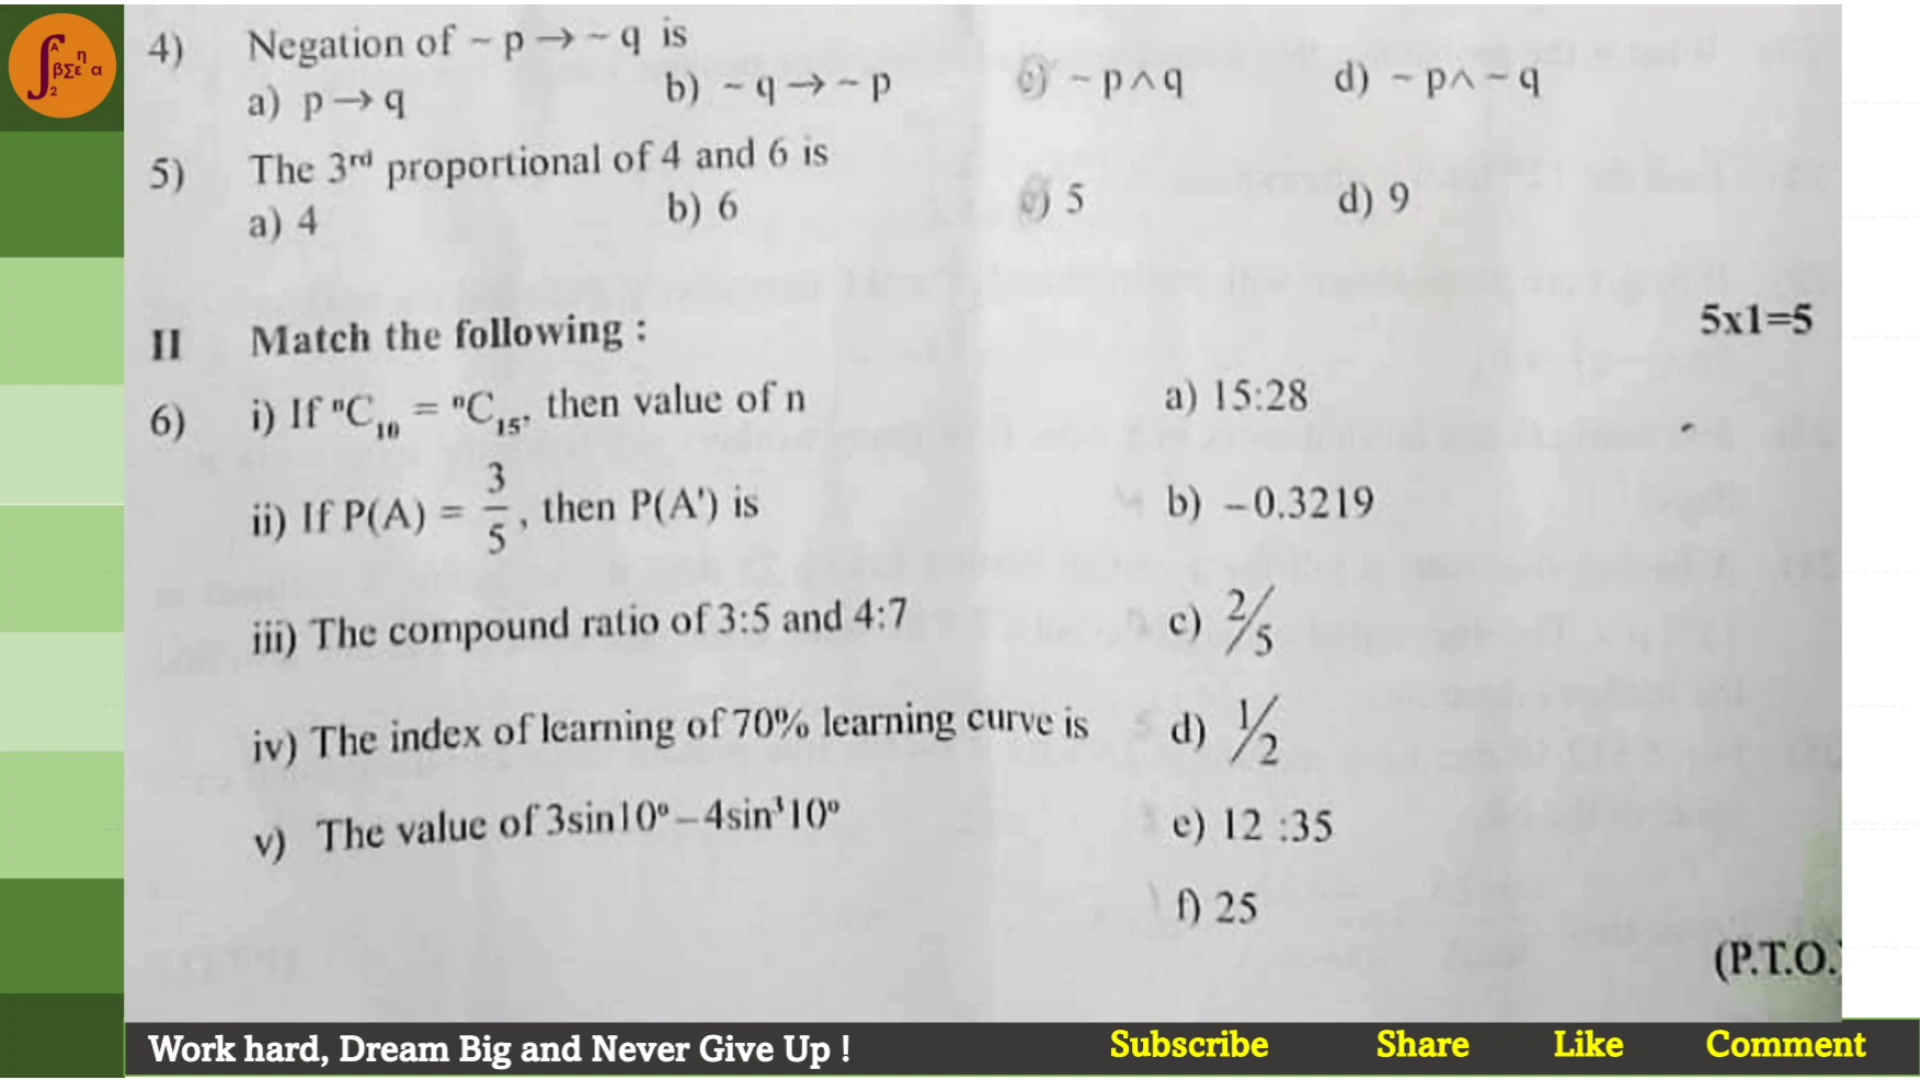 4) Negation of ~ p → ~ q is
a) p → q b) ~ q → ~ p c) ~ p ∧ q d) ~ p ∧ ~ q
5) The 3rd proportional of 4 and 6 is
a) 4 b) 6 c) 5 d) 9
II Match the following : 5x1=5
6) i) If ⁿC₁₀ = ⁿC₁₅, then value of n a) 15:28
ii) If P(A) = 3/5, then P(A') is b) −0.3219
iii) The compound ratio of 3:5 and 4:7 c) 2/5
iv) The index of learning of 70% learning curve is d) 1/2
v) The value of 3sin10° – 4sin³10° e) 12 :35
f) 25
(P.T.O.)
Work hard, Dream Big and Never Give Up ! Subscribe Share Like Comment